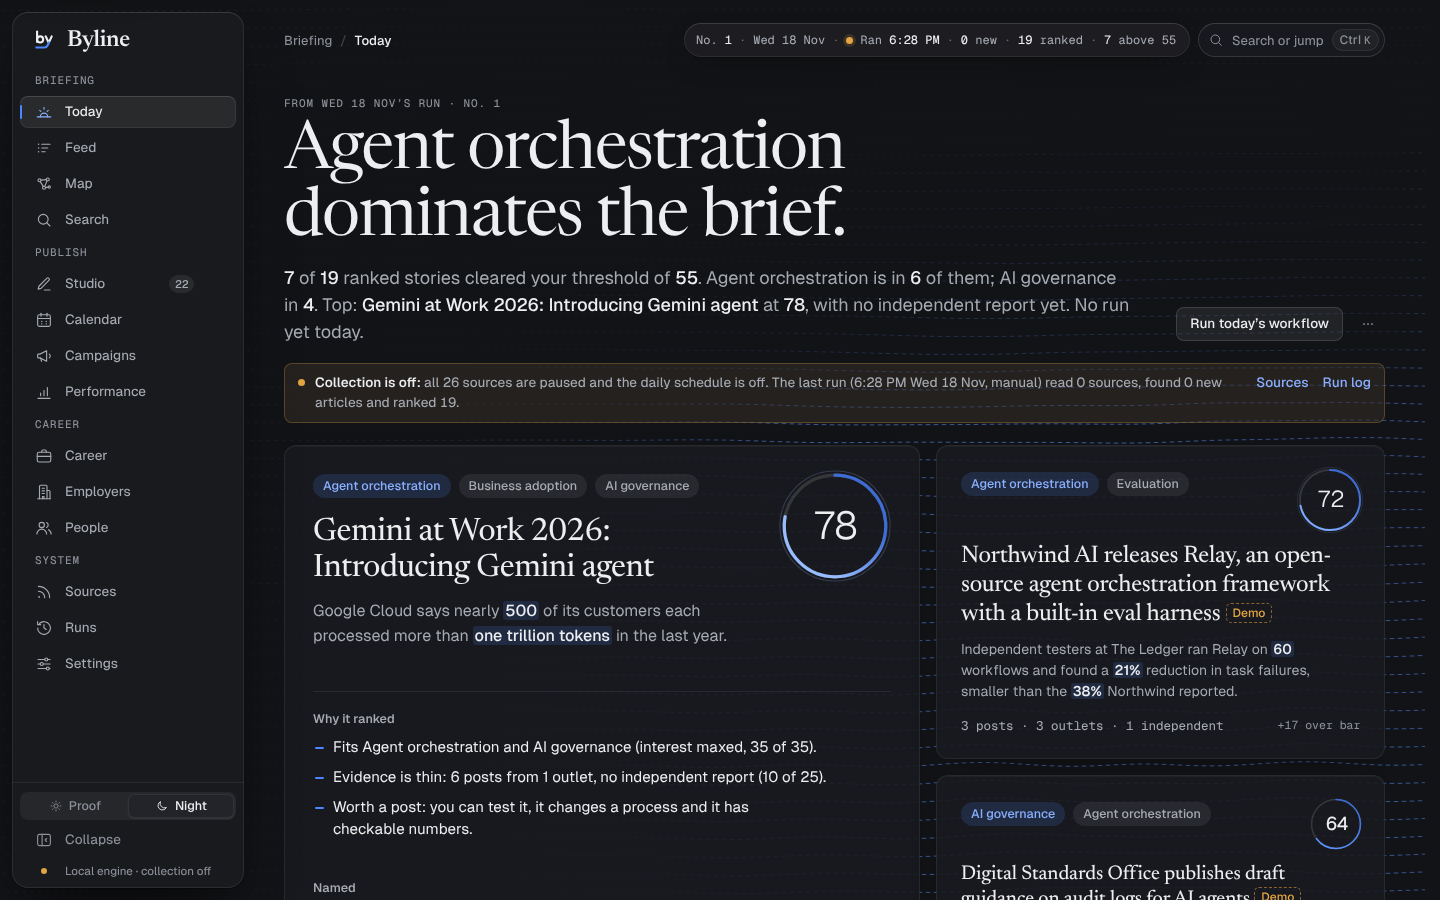 by Byline
BRIEFING
Today
Feed
Map
Search
PUBLISH
Studio 22
Calendar
Campaigns
Performance
CAREER
Career
Employers
People
SYSTEM
Sources
Runs
Settings
Proof Night
Collapse
Local engine · collection off
Briefing / Today
No. 1 · Wed 18 Nov · Ran 6:28 PM · 0 new · 19 ranked · 7 above 55
Search or jump Ctrl K
FROM WED 18 NOV'S RUN · NO. 1
Agent orchestration
dominates the brief.
7 of 19 ranked stories cleared your threshold of 55. Agent orchestration is in 6 of them; AI governance
in 4. Top: Gemini at Work 2026: Introducing Gemini agent at 78, with no independent report yet. No run
yet today.
Run today's workflow ···
Collection is off: all 26 sources are paused and the daily schedule is off. The last run (6:28 PM Wed 18 Nov, manual) read 0 sources, found 0 new
articles and ranked 19.
Sources Run log
Agent orchestration Business adoption AI governance
78
Gemini at Work 2026:
Introducing Gemini agent
Google Cloud says nearly 500 of its customers each
processed more than one trillion tokens in the last year.
Why it ranked
– Fits Agent orchestration and AI governance (interest maxed, 35 of 35).
– Evidence is thin: 6 posts from 1 outlet, no independent report (10 of 25).
– Worth a post: you can test it, it changes a process and it has
checkable numbers.
Named
Agent orchestration Evaluation
72
Northwind AI releases Relay, an open-
source agent orchestration framework
with a built-in eval harness Demo
Independent testers at The Ledger ran Relay on 60
workflows and found a 21% reduction in task failures,
smaller than the 38% Northwind reported.
3 posts · 3 outlets · 1 independent +17 over bar
AI governance Agent orchestration
64
Digital Standards Office publishes draft
guidance on audit logs for AI agents Demo